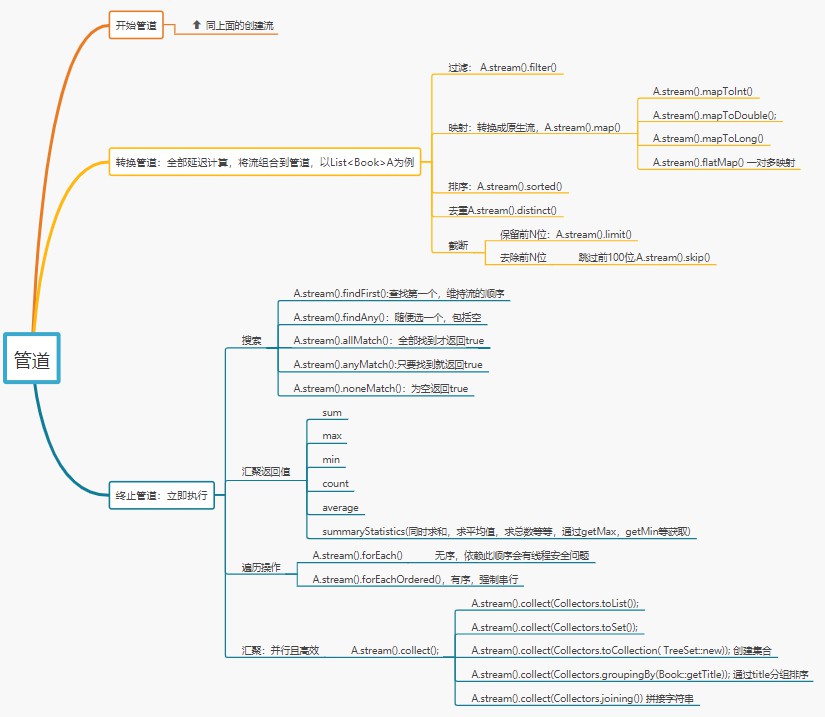 开始管道
同上面的创建流
过滤： A.stream().filter()
A.stream().mapToInt()
A.stream().mapToDouble();
映射：转换成原生流，A.stream().map()
A.stream().mapToLong()
转换管道：全部延迟计算，将流组合到管道，以List<Book>A为例
A.stream().flatMap() 一对多映射
排序：A.stream().sorted()
去重A.stream().distinct()
保留前N位：A.stream().limit()
截断
去除前N位 跳过前100位,A.stream().skip()
A.stream().findFirst():查找第一个，维持流的顺序
A.stream().findAny()：随便选一个，包括空
搜索
A.stream().allMatch()：全部找到才返回true
管道
A.stream().anyMatch():只要找到就返回true
A.stream().noneMatch()：为空返回true
sum
max
min
汇聚返回值
count
终止管道：立即执行
average
summaryStatistics(同时求和，求平均值，求总数等等，通过getMax，getMin等获取)
A.stream().forEach() 无序，依赖此顺序会有线程安全问题
遍历操作
A.stream().forEachOrdered()，有序，强制串行
A.stream().collect(Collectors.toList());
A.stream().collect(Collectors.toSet());
汇聚：并行且高效 A.stream().collect();
A.stream().collect(Collectors.toCollection( TreeSet::new)); 创建集合
A.stream().collect(Collectors.groupingBy(Book::getTitle)); 通过title分组排序
A.stream().collect(Collectors.joining()) 拼接字符串